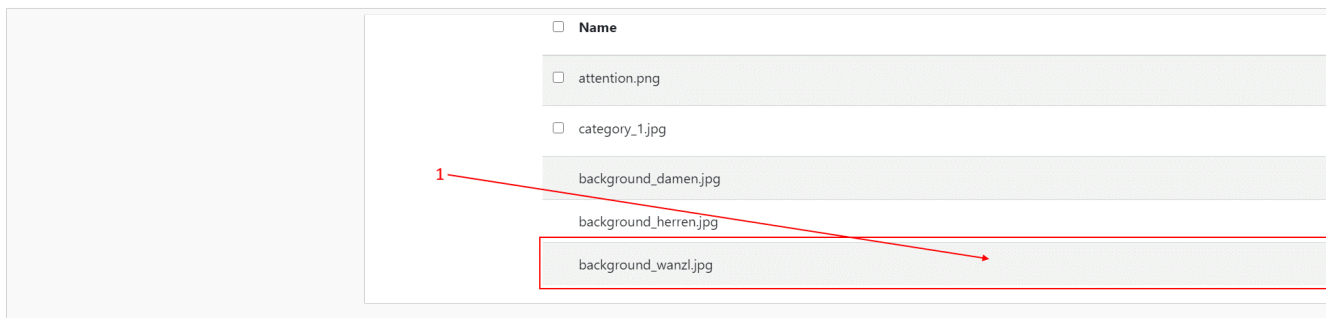 Name
attention.png
category_1.jpg
1
background_damen.jpg
background_herren.jpg
background_wanzl.jpg